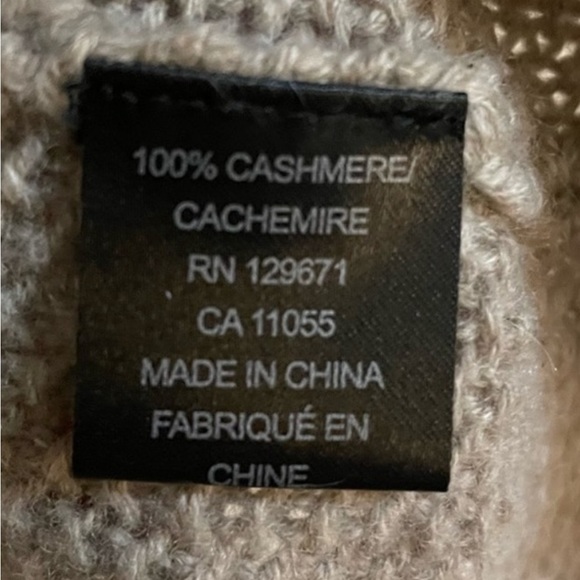 100% CASHMERE/
CACHEMIRE
RN 129671
CA 11055
MADE IN CHINA
FABRIQUÉ EN
CHINE